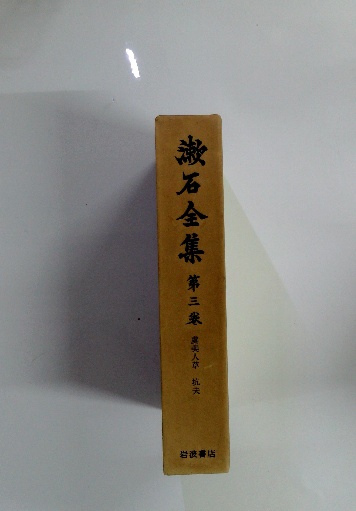 漱石全集
第三巻
虞美人草 坑夫
岩波書店